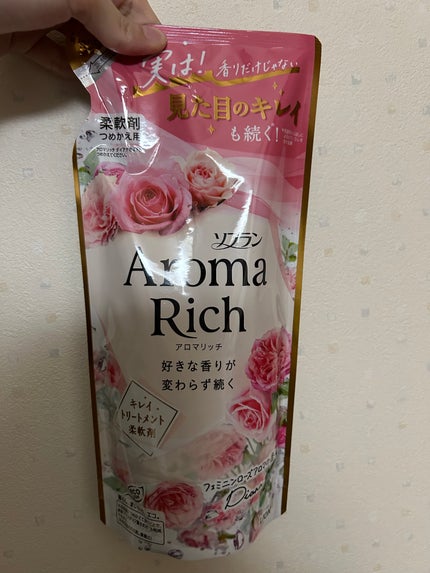 実は！ 香りだけじゃない
見た目のキレイ
も続く！
柔軟剤
つめかえ用
ソフラン
Aroma
Rich
アロマリッチ
好きな香りが
変わらず続く
キレイ
トリートメント
柔軟剤